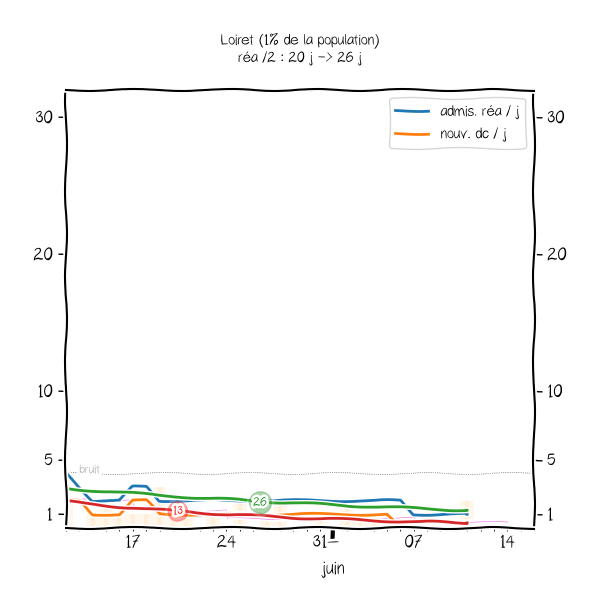 Loiret (1% de la population)
réa /2 : 20 j -> 26 j
admis. réa / j
nouv. dc / j
30
30
20
20
10
10
5
5
... bruit
26
13
1
1
17
24
31
07
14
juin